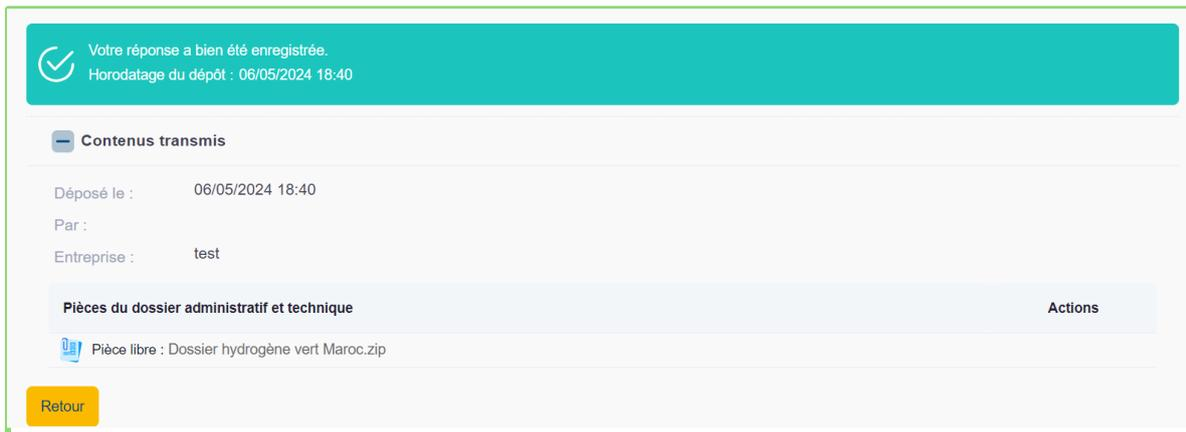 Votre réponse a bien été enregistrée.
Horodatage du dépôt : 06/05/2024 18:40
Contenus transmis
Déposé le : 06/05/2024 18:40
Par :
Entreprise : test
Pièces du dossier administratif et technique Actions
Pièce libre : Dossier hydrogène vert Maroc.zip
Retour